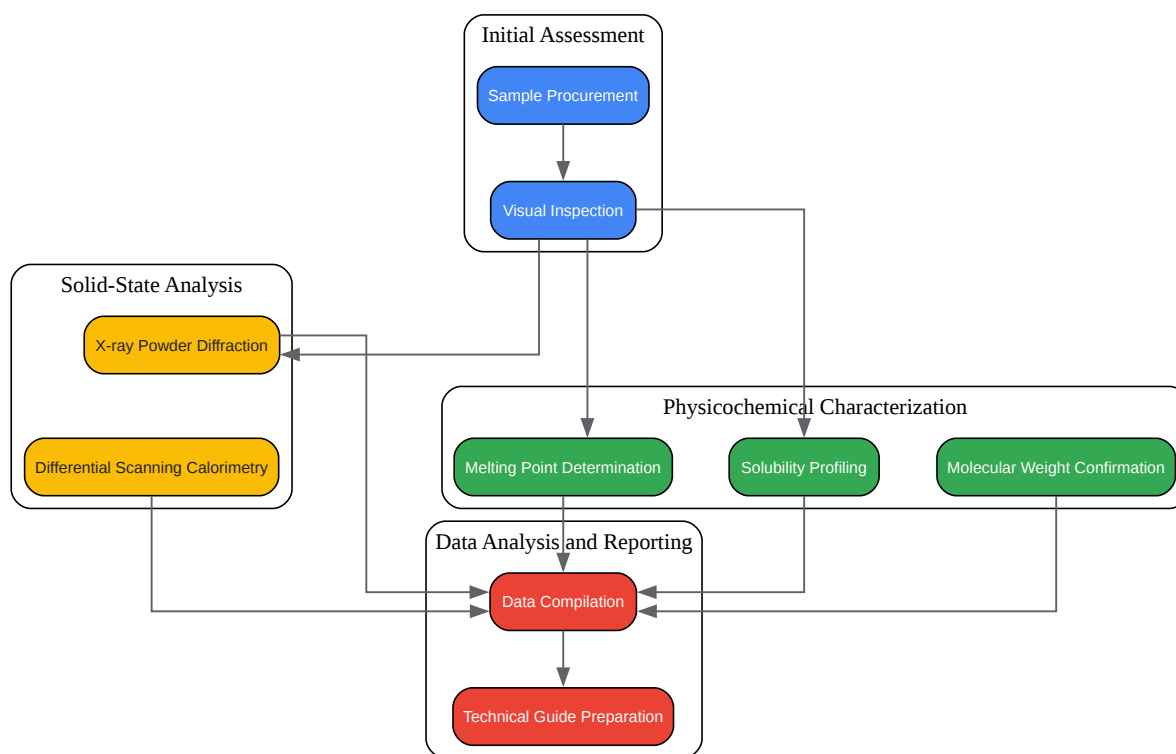 Initial Assessment
Sample Procurement
Visual Inspection
Solid-State Analysis
X-ray Powder Diffraction
Differential Scanning Calorimetry
Physicochemical Characterization
Melting Point Determination
Solubility Profiling
Molecular Weight Confirmation
Data Analysis and Reporting
Data Compilation
Technical Guide Preparation